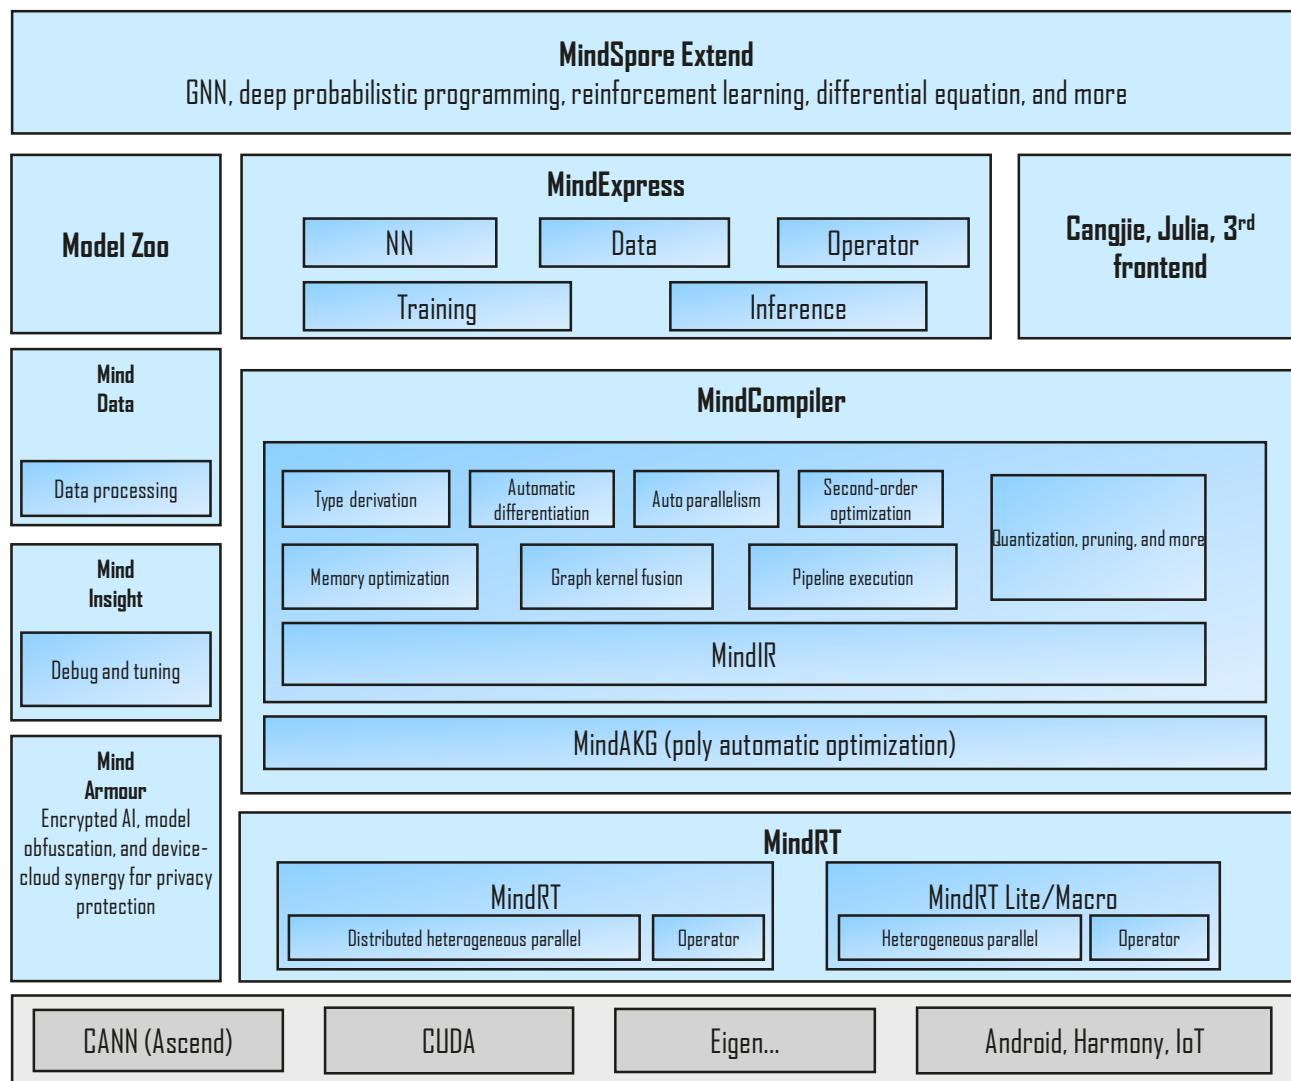 MindSpore Extend
GNN, deep probabilistic programming, reinforcement learning, differential equation, and more
Model Zoo
MindExpress
NN
Data
Operator
Training
Inference
Cangjie, Julia, 3rd
frontend
Mind
Data
Data processing
Mind
Insight
Debug and tuning
Mind
Armour
Encrypted AI, model
obfuscation, and device-
cloud synergy for privacy
protection
MindCompiler
Type derivation
Automatic
differentiation
Auto parallelism
Second-order
optimization
Quantization, pruning, and more
Memory optimization
Graph kernel fusion
Pipeline execution
MindIR
MindAKG (poly automatic optimization)
MindRT
MindRT
Distributed heterogeneous parallel
Operator
MindRT Lite/Macro
Heterogeneous parallel
Operator
CANN (Ascend)
CUDA
Eigen...
Android, Harmony, IoT